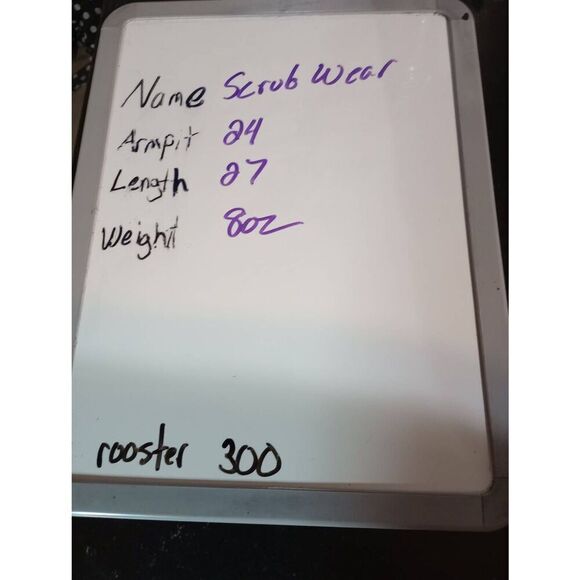 Name Scrub Wear
Armpit 24
Length 27
Weight 8oz
rooster 300